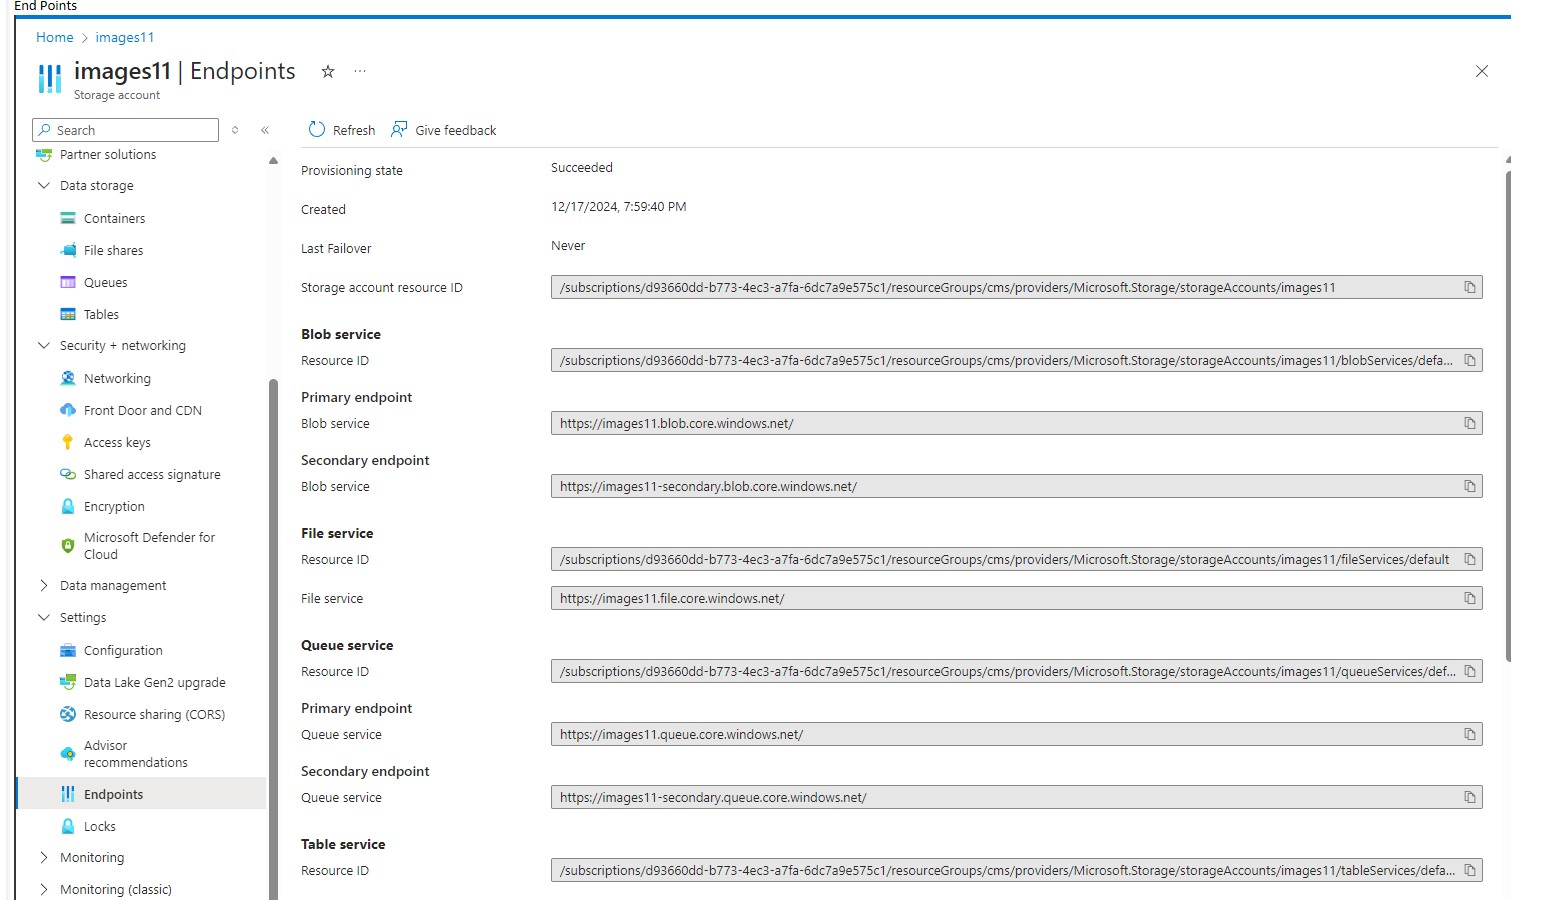 End Points
Home > images11
images11 | Endpoints ☆ ...
Storage account
Search
Refresh
Give feedback
Partner solutions
Data storage
Containers
File shares
Queues
Tables
Security + networking
Networking
Front Door and CDN
Access keys
Shared access signature
Encryption
Microsoft Defender for
Cloud
Data management
Settings
Configuration
Data Lake Gen2 upgrade
Resource sharing (CORS)
Advisor
recommendations
Endpoints
Locks
Monitoring
Monitoring (classic)
Provisioning state Succeeded
Created 12/17/2024, 7:59:40 PM
Last Failover Never
Storage account resource ID /subscriptions/d93660dd-b773-4ec3-a7fa-6dc7a9e575c1/resourceGroups/cms/providers/Microsoft.Storage/storageAccounts/images11
Blob service
Resource ID /subscriptions/d93660dd-b773-4ec3-a7fa-6dc7a9e575c1/resourceGroups/cms/providers/Microsoft.Storage/storageAccounts/images11/blobServices/defa...
Primary endpoint
Blob service https://images11.blob.core.windows.net/
Secondary endpoint
Blob service https://images11-secondary.blob.core.windows.net/
File service
Resource ID /subscriptions/d93660dd-b773-4ec3-a7fa-6dc7a9e575c1/resourceGroups/cms/providers/Microsoft.Storage/storageAccounts/images11/fileServices/default
File service https://images11.file.core.windows.net/
Queue service
Resource ID /subscriptions/d93660dd-b773-4ec3-a7fa-6dc7a9e575c1/resourceGroups/cms/providers/Microsoft.Storage/storageAccounts/images11/queueServices/def...
Primary endpoint
Queue service https://images11.queue.core.windows.net/
Secondary endpoint
Queue service https://images11-secondary.queue.core.windows.net/
Table service
Resource ID /subscriptions/d93660dd-b773-4ec3-a7fa-6dc7a9e575c1/resourceGroups/cms/providers/Microsoft.Storage/storageAccounts/images11/tableServices/defa...